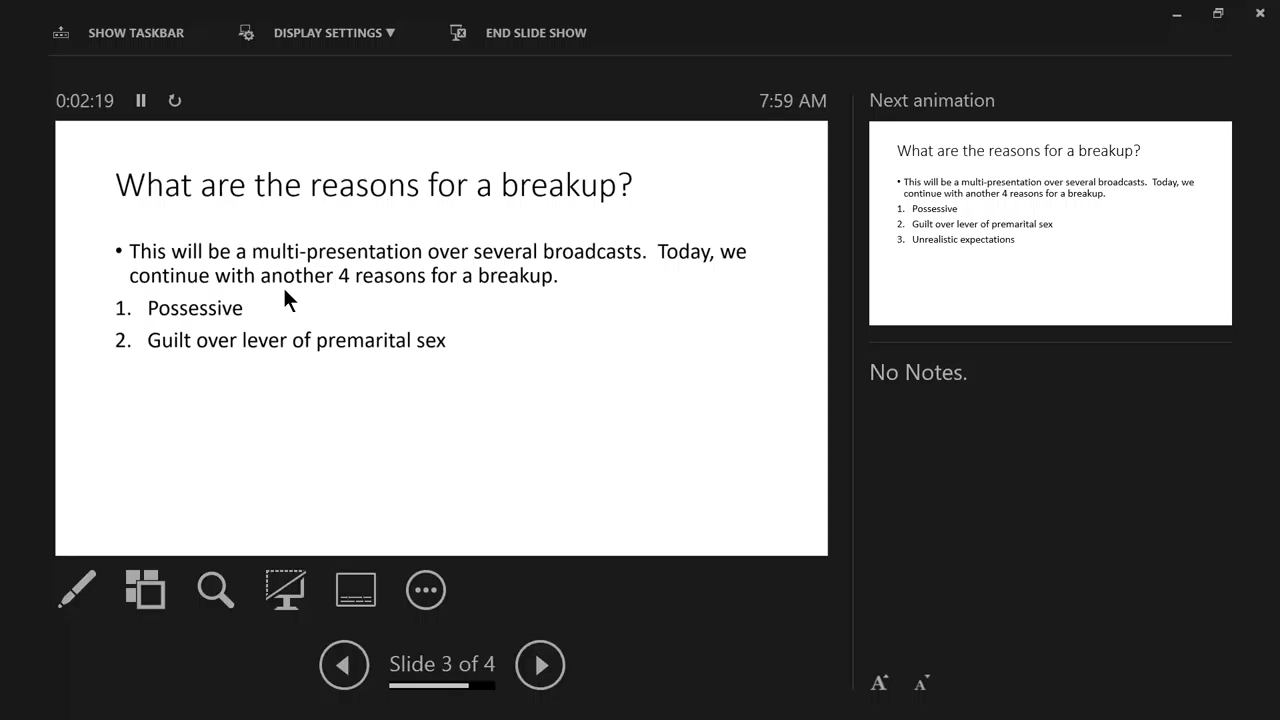 SHOW TASKBAR
DISPLAY SETTINGS ▼
END SLIDE SHOW
0:02:19
7:59 AM
What are the reasons for a breakup?
• This will be a multi-presentation over several broadcasts. Today, we
continue with another 4 reasons for a breakup.
1. Possessive
2. Guilt over lever of premarital sex
Slide 3 of 4
Next animation
What are the reasons for a breakup?
• This will be a multi-presentation over several broadcasts. Today, we
continue with another 4 reasons for a breakup.
1. Possessive
2. Guilt over lever of premarital sex
3. Unrealistic expectations
No Notes.
A A